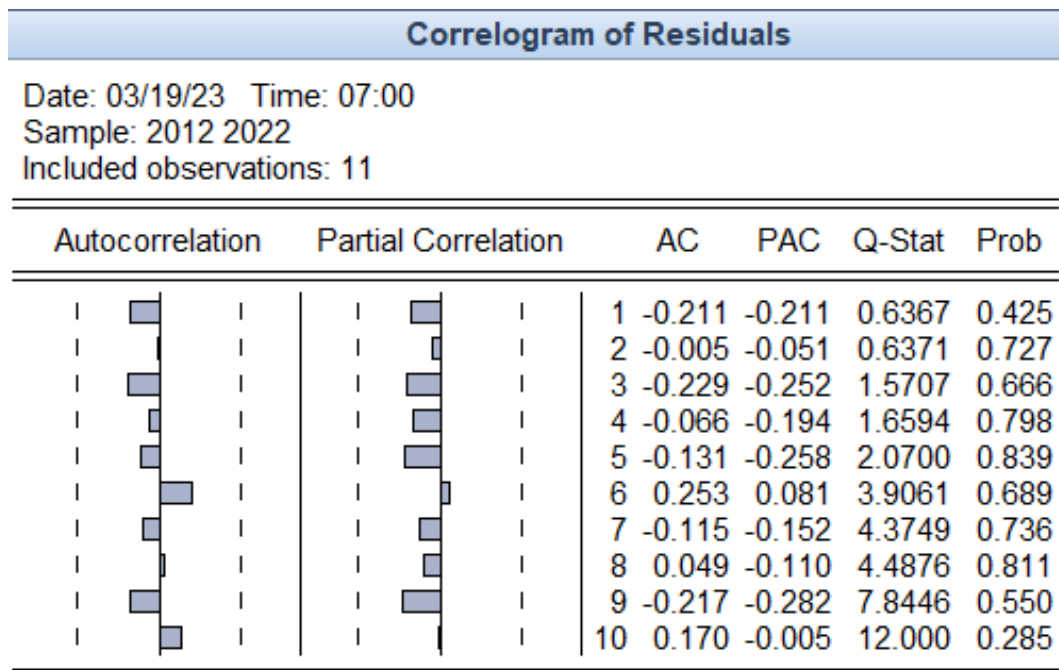 Correlogram of Residuals
Date: 03/19/23 Time: 07:00
Sample: 2012 2022
Included observations: 11
Autocorrelation Partial Correlation AC PAC Q-Stat Prob
1 -0.211 -0.211 0.6367 0.425
2 -0.005 -0.051 0.6371 0.727
3 -0.229 -0.252 1.5707 0.666
4 -0.066 -0.194 1.6594 0.798
5 -0.131 -0.258 2.0700 0.839
6 0.253 0.081 3.9061 0.689
7 -0.115 -0.152 4.3749 0.736
8 0.049 -0.110 4.4876 0.811
9 -0.217 -0.282 7.8446 0.550
10 0.170 -0.005 12.000 0.285